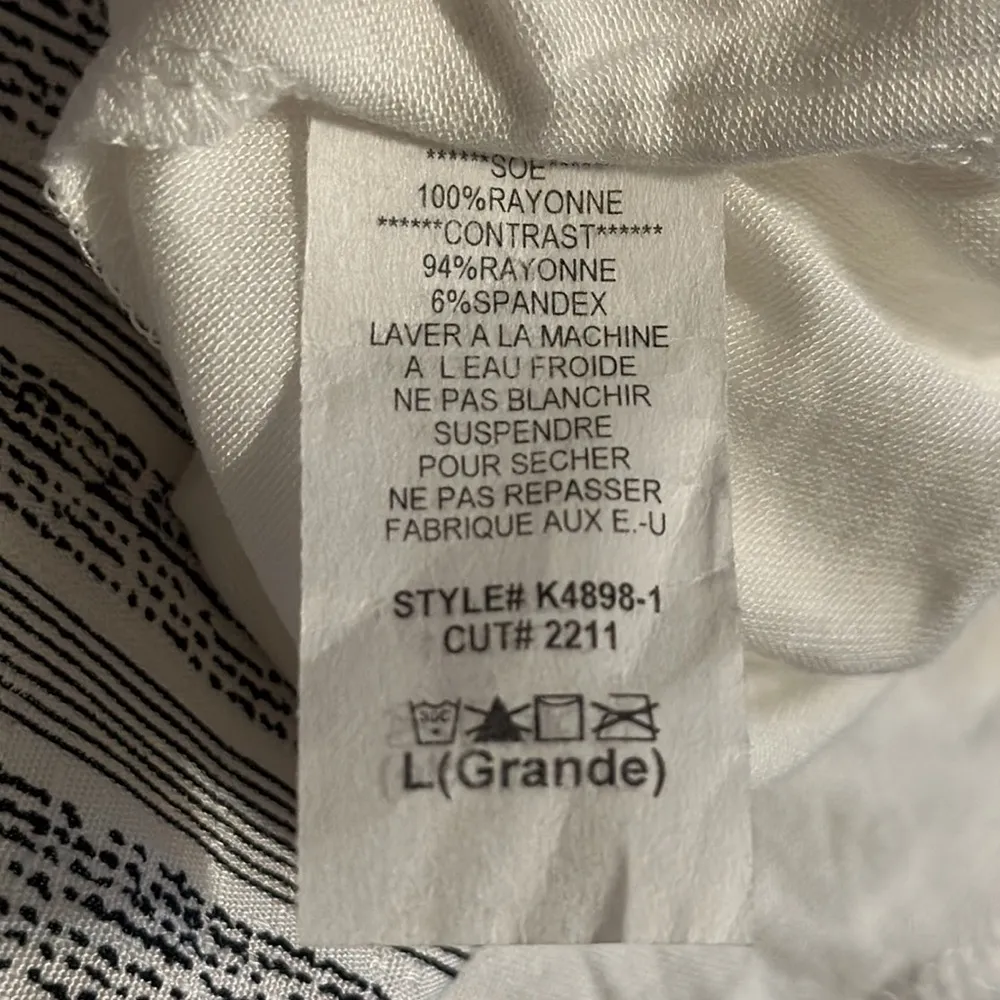 ******SOE******
100%RAYONNE
******CONTRAST******
94%RAYONNE
6%SPANDEX
LAVER A LA MACHINE
A L EAU FROIDE
NE PAS BLANCHIR
SUSPENDRE
POUR SECHER
NE PAS REPASSER
FABRIQUE AUX E.-U
STYLE# K4898-1
CUT# 2211
30C
L(Grande)